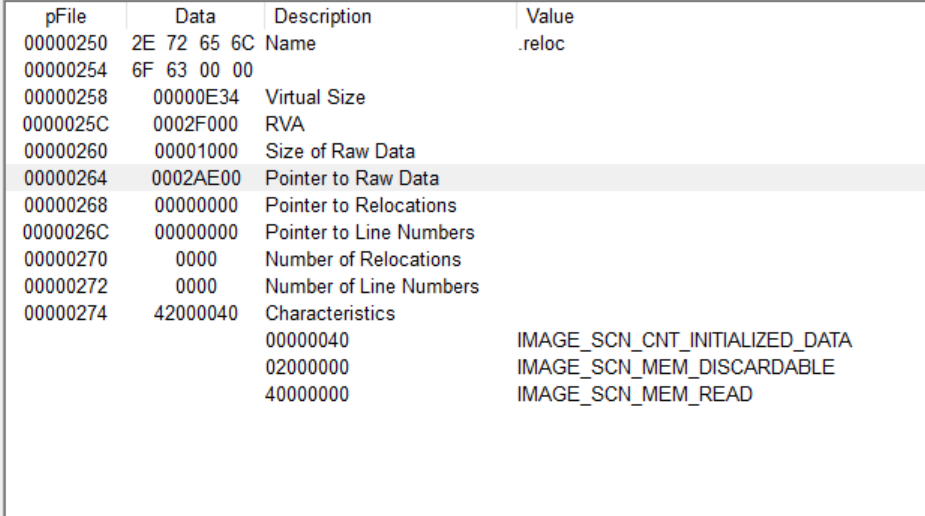 pFile Data Description Value
00000250 2E 72 65 6C Name .reloc
00000254 6F 63 00 00
00000258 00000E34 Virtual Size
0000025C 0002F000 RVA
00000260 00001000 Size of Raw Data
00000264 0002AE00 Pointer to Raw Data
00000268 00000000 Pointer to Relocations
0000026C 00000000 Pointer to Line Numbers
00000270 0000 Number of Relocations
00000272 0000 Number of Line Numbers
00000274 42000040 Characteristics
00000040 IMAGE_SCN_CNT_INITIALIZED_DATA
02000000 IMAGE_SCN_MEM_DISCARDABLE
40000000 IMAGE_SCN_MEM_READ